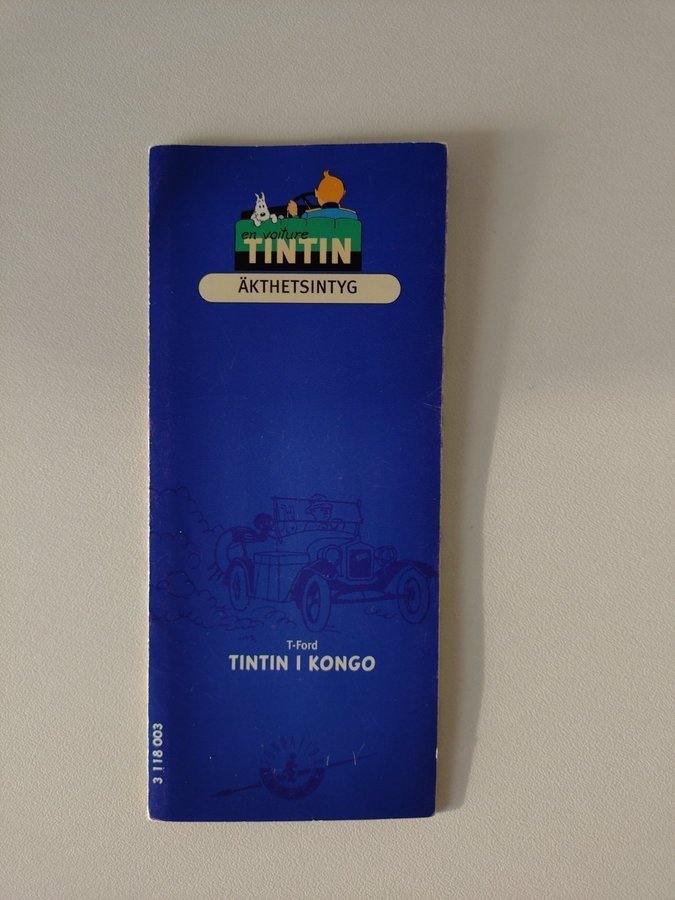 en voiture
TINTIN
ÄKTHETSINTYG
T-Ford
TINTIN I KONGO
3 118 003